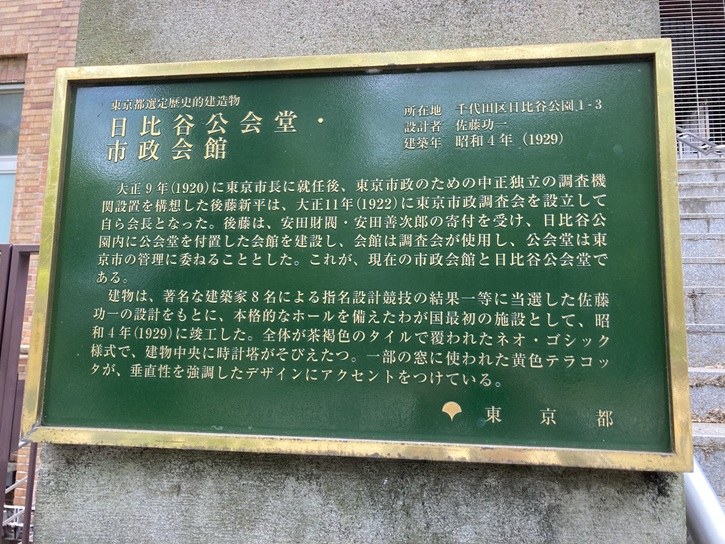 東京都選定歴史的建造物
日比谷公会堂・
市政会館
所在地 千代田区日比谷公園1-3
設計者 佐藤功一
建築年 昭和4年(1929)
大正9年(1920)に東京市長に就任後、東京市政のための中正独立の調査機
関設置を構想した後藤新平は、大正11年(1922)に東京市政調査会を設立して
自ら会長となった。後藤は、安田財閥・安田善次郎の寄付を受け、日比谷公
園内に公会堂を付置した会館を建設し、会館は調査会が使用し、公会堂は東
京市の管理に委ねることとした。これが、現在の市政会館と日比谷公会堂で
ある。
建物は、著名な建築家8名による指名設計競技の結果一等に当選した佐藤
功一の設計をもとに、本格的なホールを備えたわが国最初の施設として、昭
和4年(1929)に竣工した。全体が茶褐色のタイルで覆われたネオ・ゴシック
様式で、建物中央に時計塔がそびえたつ。一部の窓に使われた黄色テラコッ
タが、垂直性を強調したデザインにアクセントをつけている。
東京都